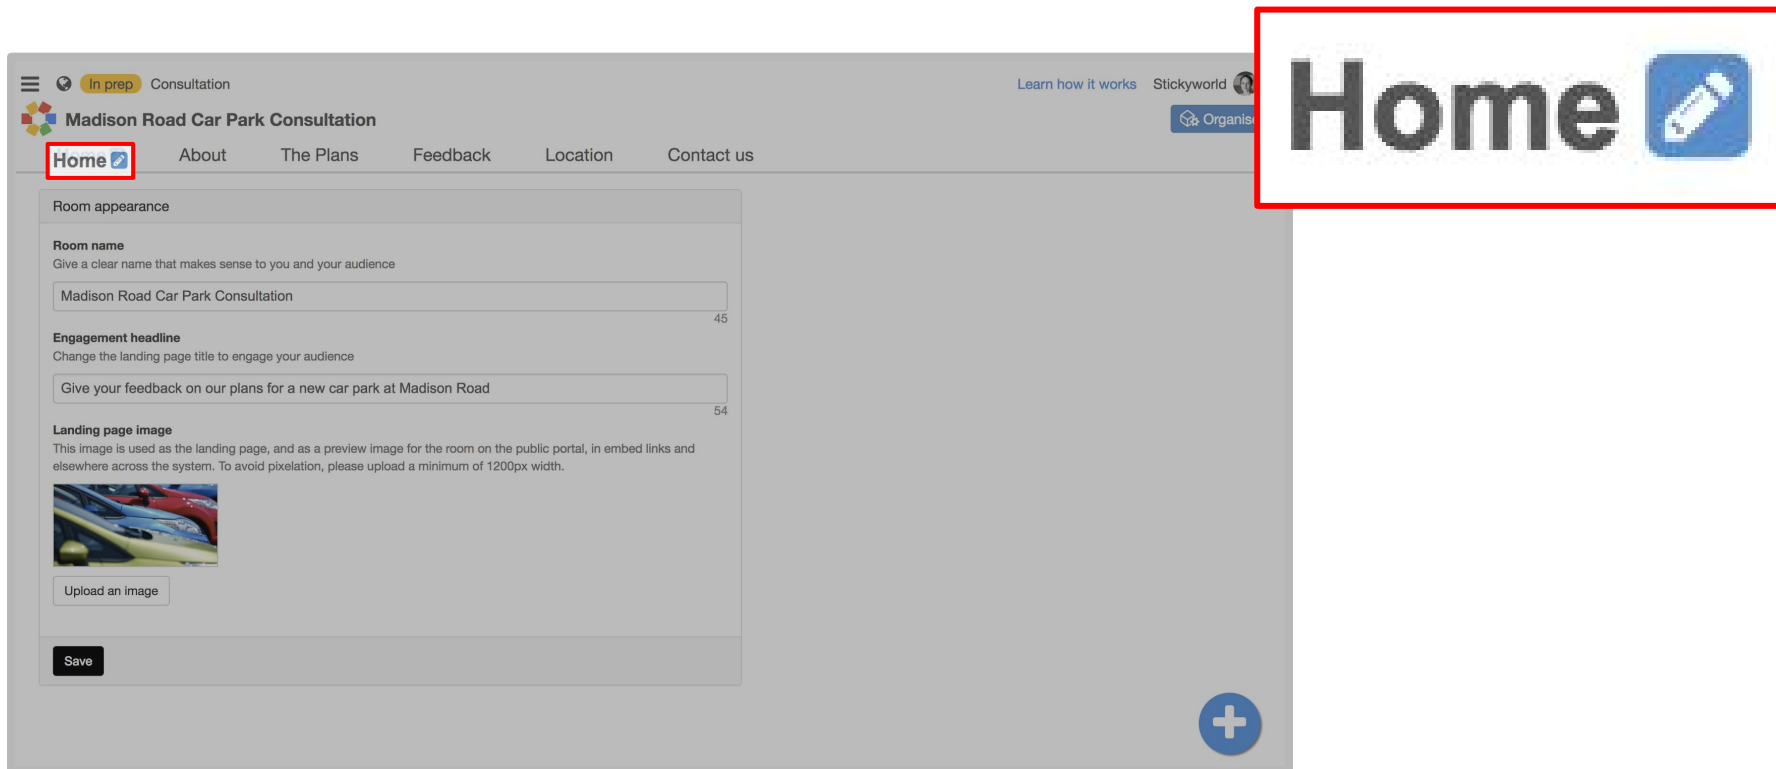 In prep Consultation Learn how it works Stickyworld
Madison Road Car Park Consultation
Home About The Plans Feedback Location Contact us
Home
Room appearance
Room name
Give a clear name that makes sense to you and your audience
Madison Road Car Park Consultation
45
Engagement headline
Change the landing page title to engage your audience
Give your feedback on our plans for a new car park at Madison Road
54
Landing page image
This image is used as the landing page, and as a preview image for the room on the public portal, in embed links and
elsewhere across the system. To avoid pixelation, please upload a minimum of 1200px width.
Upload an image
Save